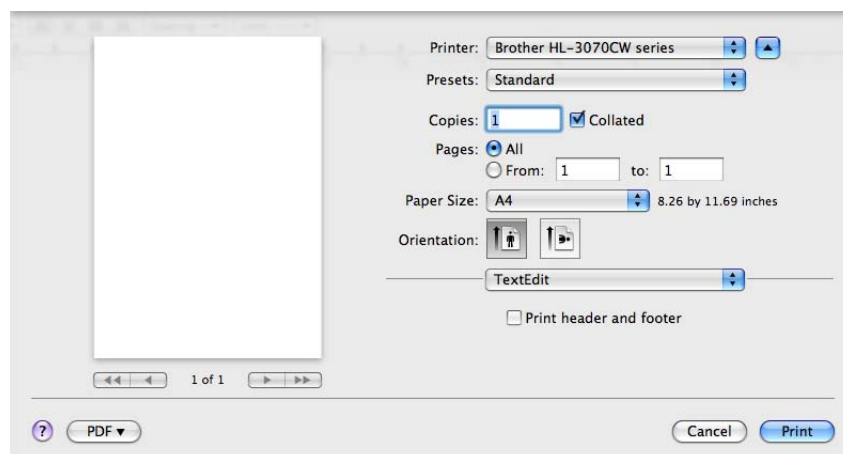 Printer: Brother HL-3070CW series
Presets: Standard
Copies: 1 Collated
Pages: All
From: 1 to: 1
Paper Size: A4 8.26 by 11.69 inches
Orientation:
TextEdit
Print header and footer
1 of 1
? PDF Cancel Print